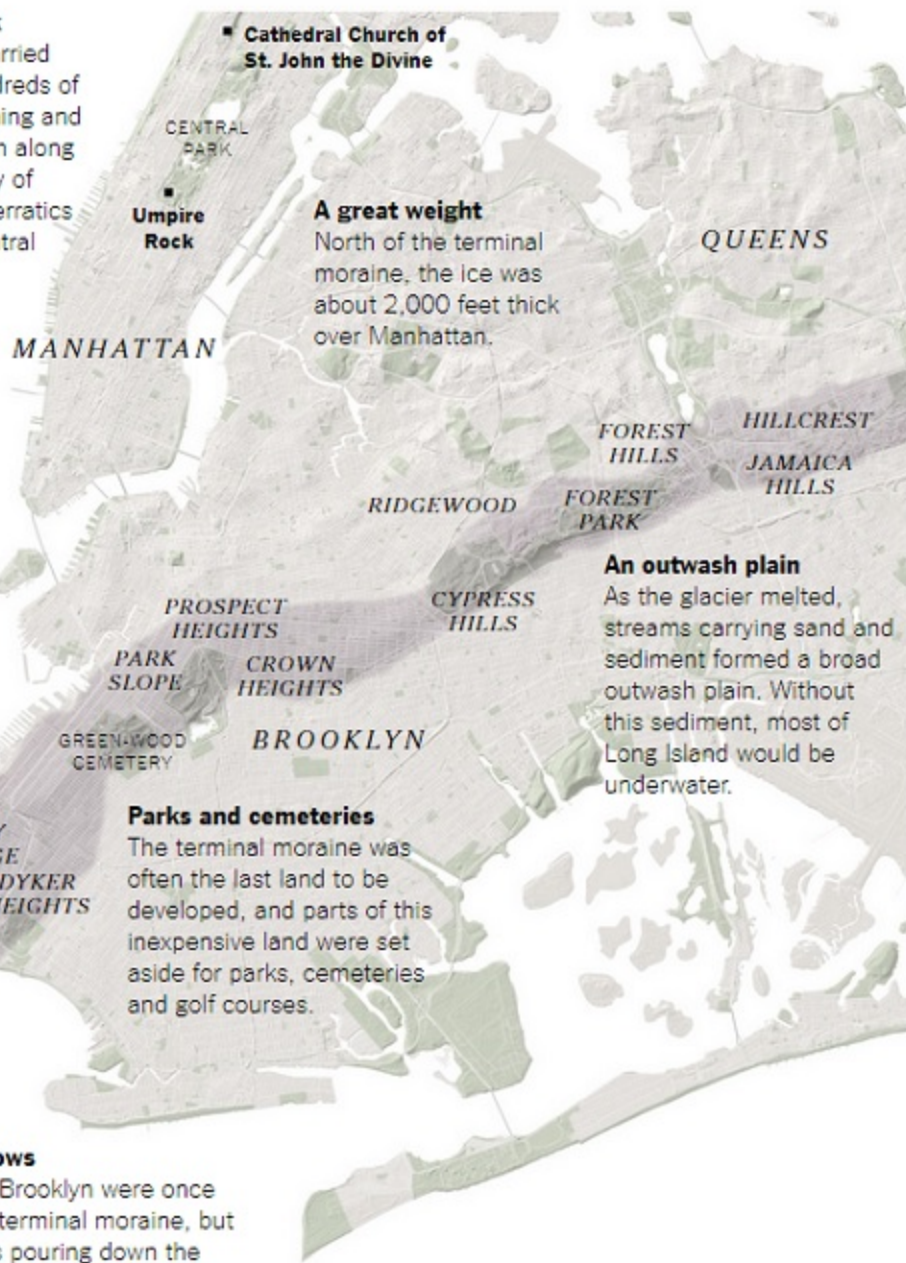 rried
reds of
ing and
n along
y of
erratics
tral
Cathedral Church of
St. John the Divine
CENTRAL
PARK
Umpire
Rock
A great weight
North of the terminal
moraine, the ice was
about 2,000 feet thick
over Manhattan.
QUEENS
MANHATTAN
HILLCREST
FOREST
HILLS
JAMAICA
HILLS
RIDGEWOOD
FOREST
PARK
An outwash plain
As the glacier melted,
streams carrying sand and
sediment formed a broad
outwash plain. Without
this sediment, most of
Long Island would be
underwater.
CYPRESS
HILLS
PROSPECT
HEIGHTS
PARK
SLOPE
CROWN
HEIGHTS
GREEN-WOOD
CEMETERY
BROOKLYN
Parks and cemeteries
The terminal moraine was
often the last land to be
developed, and parts of this
inexpensive land were set
aside for parks, cemeteries
and golf courses.
GE
DYKER
HEIGHTS
ows
Brooklyn were once
terminal moraine, but
s pouring down the